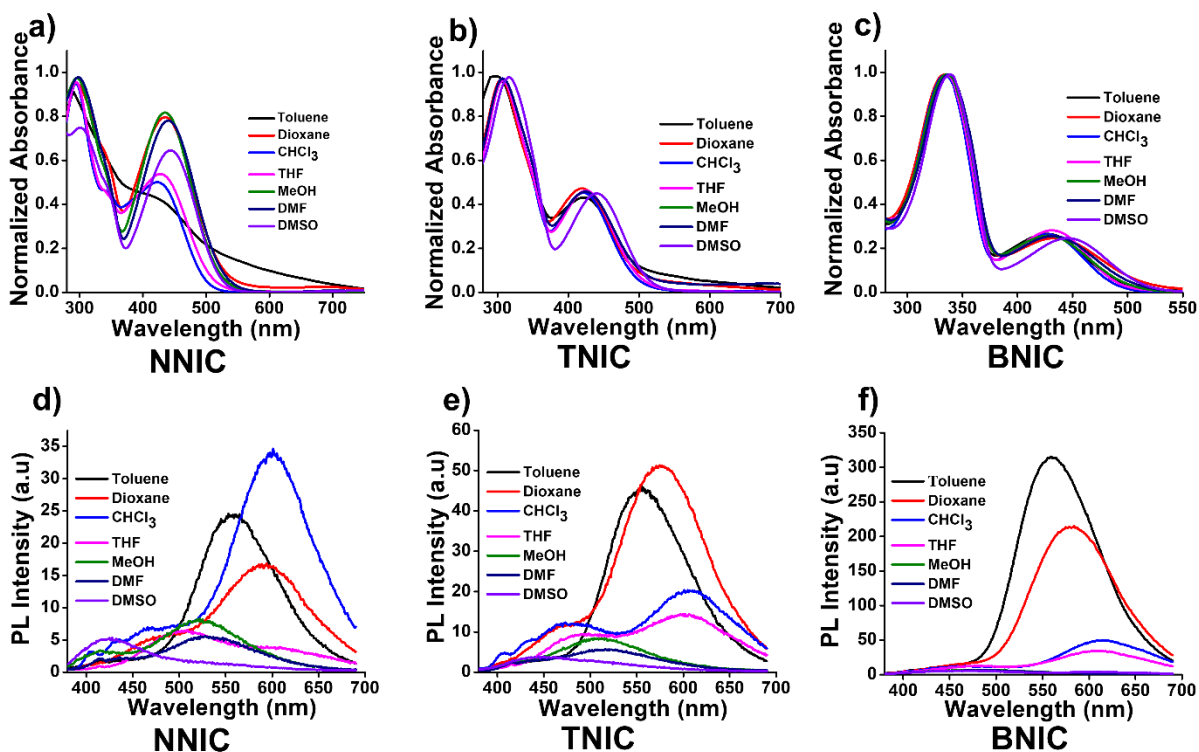 a)
Normalized Absorbance
1.0
0.8
0.6
0.4
0.2
0.0
Toluene
Dioxane
CHCl3
THF
MeOH
DMF
DMSO
300 400 500 600 700
Wavelength (nm)
NNIC
b)
Normalized Absorbance
1.0
0.8
0.6
0.4
0.2
0.0
Toluene
Dioxane
CHCl3
THF
MeOH
DMF
DMSO
300 400 500 600 700
Wavelength (nm)
TNIC
c)
Normalized Absorbance
1.0
0.8
0.6
0.4
0.2
0.0
Toluene
Dioxane
CHCl3
THF
MeOH
DMF
DMSO
300 350 400 450 500 550
Wavelength (nm)
BNIC
d)
PL Intensity (a.u)
35
30
25
20
15
10
5
0
Toluene
Dioxane
CHCl3
THF
MeOH
DMF
DMSO
400 450 500 550 600 650 700
Wavelength (nm)
NNIC
e)
PL Intensity (a.u)
60
50
40
30
20
10
0
Toluene
Dioxane
CHCl3
THF
MeOH
DMF
DMSO
400 450 500 550 600 650 700
Wavelength (nm)
TNIC
f)
PL Intensity (a.u)
350
300
250
200
150
100
50
0
Toluene
Dioxane
CHCl3
THF
MeOH
DMF
DMSO
400 450 500 550 600 650 700
Wavelength (nm)
BNIC